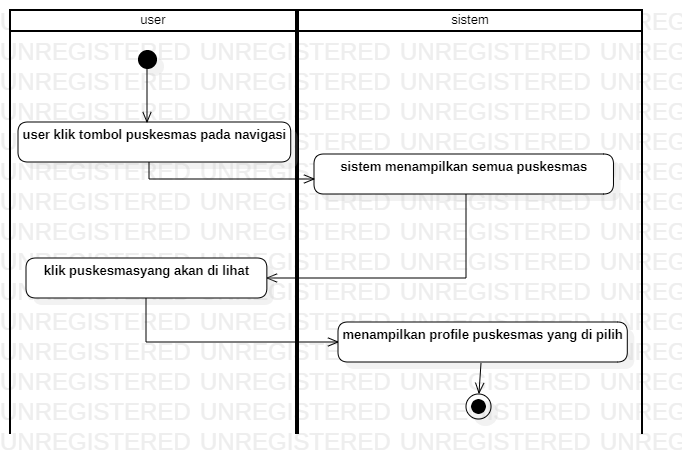 user
sistem
user klik tombol puskesmas pada navigasi
sistem menampilkan semua puskesmas
klik puskesmasyang akan di lihat
menampilkan profile puskesmas yang di pilih
UNREGISTERED